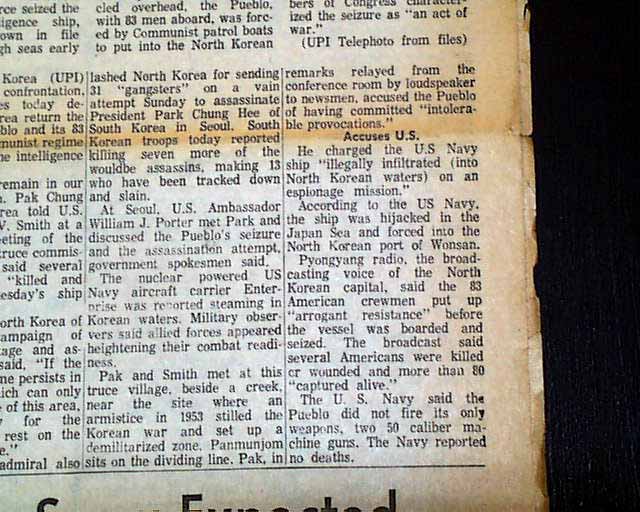 rce seized the
lligence ship,
own in file
gh seas early
cled overhead, the Pueblo,
with 83 men aboard, was forc-
ed by Communist patrol boats
to put into the North Korean
bers of Congress character-
ized the seizure as "an act of
war."
(UPI Telephoto from files)
Korea (UPI)
confrontation,
es today de-
rea return the
blo and its 83
munist regime
he intelligence
remain in our
n. Pak Chung
rea told U.S.
V. Smith at a
eeting of the
truce commis-
said several
"killed and
esday's ship
orth Korea of
ampaign of
tage and as-
said, "If the
me persists in
ich can only
e of this area,
y for the
rest on the
e."
admiral also
lashed North Korea for sending
31 "gangsters" on a vain
attempt Sunday to assassinate
President Park Chung Hee of
South Korea in Seoul. South
Korean troops today reported
killing seven more of the
wouldbe assassins, making 13
who have been tracked down
and slain.
At Seoul, U.S. Ambassador
William J. Porter met Park and
discussed the Pueblo's seizure
and the assassination attempt,
government spokesmen said.
The nuclear powered US
Navy aircraft carrier Enter-
prise was reported steaming in
Korean waters. Military obser-
vers said allied forces appeared
heightening their combat readi-
ness.
Pak and Smith met at this
truce village, beside a creek,
near the site where an
armistice in 1953 stilled the
Korean war and set up a
demilitarized zone. Panmunjom
sits on the dividing line. Pak, in
remarks relayed from the
conference room by loudspeaker
to newsmen, accused the Pueblo
of having committed "intolera-
ble provocations."
Accuses U.S.
He charged the U.S Navy
ship "illegally infiltrated (into
North Korean waters) on an
espionage mission."
According to the US Navy,
the ship was hijacked in the
Japan Sea and forced into the
North Korean port of Wonsan.
Pyongyang radio, the broad-
casting voice of the North
Korean capital, said the 83
American crewmen put up
"arrogant resistance" before
the vessel was boarded and
seized. The broadcast said
several Americans were killed
cr wounded and more than 80
"captured alive."
The U. S. Navy said the
Pueblo did not fire its only
weapons, two 50 caliber ma-
chine guns. The Navy reported
no deaths.
Expected